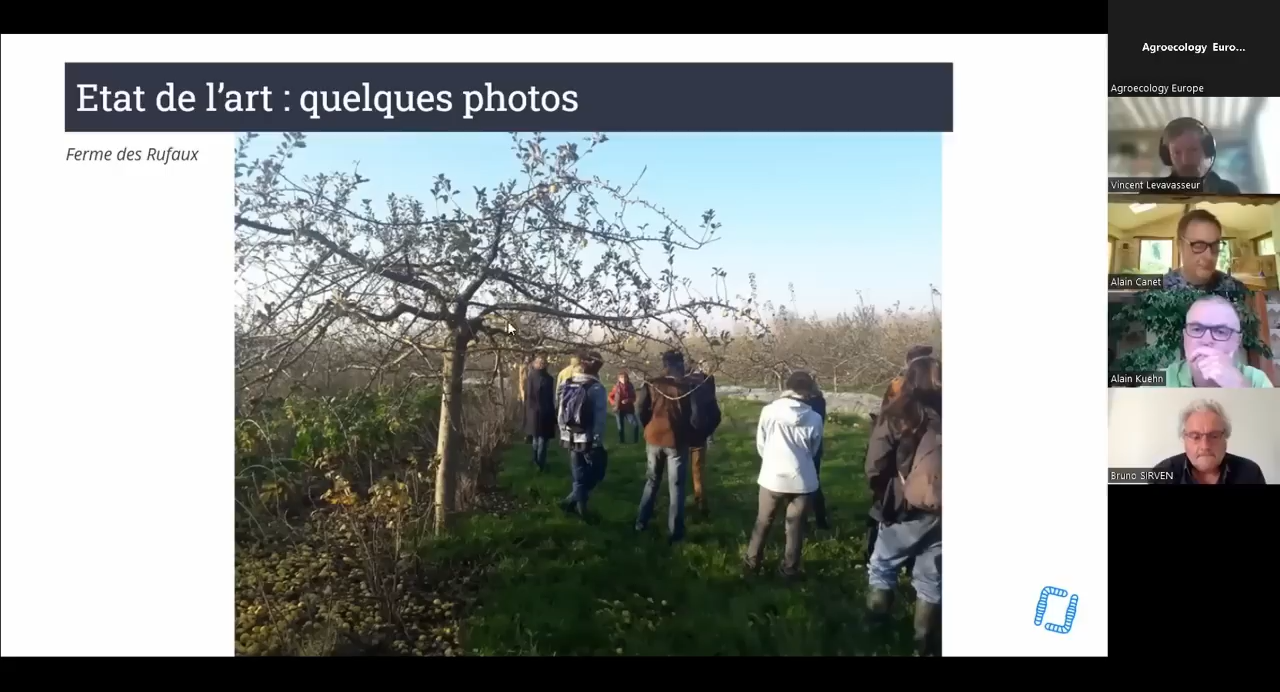 Etat de l’art : quelques photos
Ferme des Rufaux
Agroecology Euro...
Agroecology Europe
Vincent Levavasseur
Alain Canet
Alain Kuehn
Bruno SIRVEN